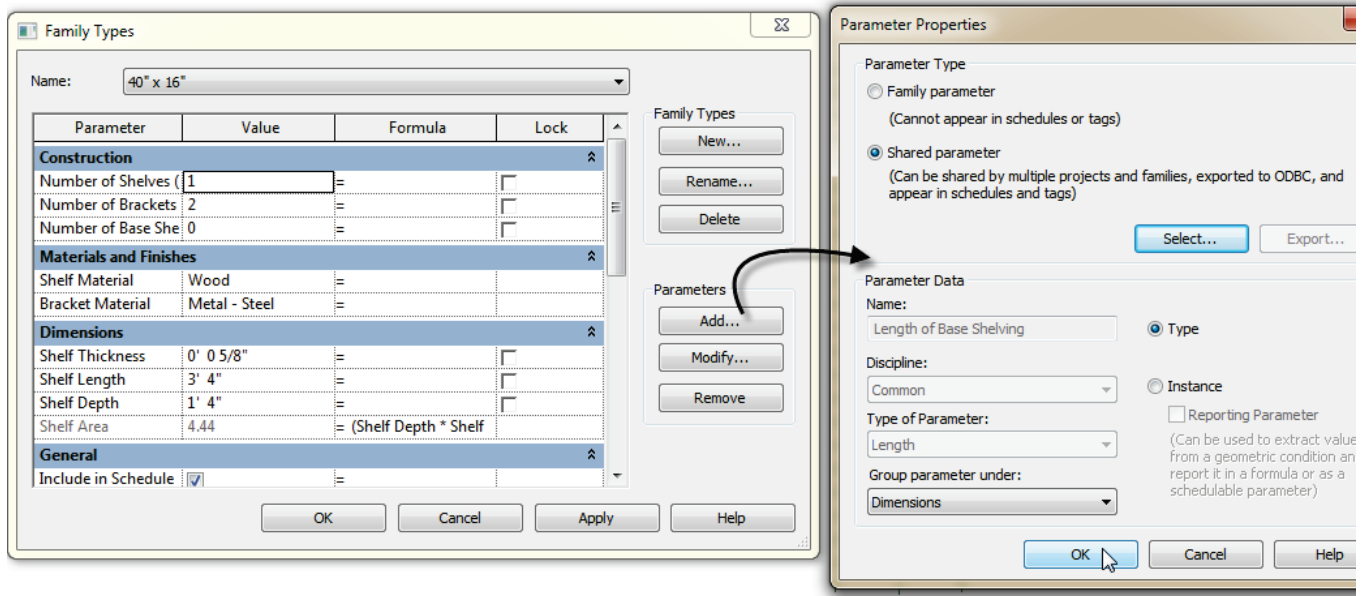 Family Types
Name: 40" x 16"
Parameter Value Formula Lock
Construction
Number of Shelves ( 1 =
Number of Brackets 2 =
Number of Base She 0 =
Materials and Finishes
Shelf Material Wood =
Bracket Material Metal - Steel =
Dimensions
Shelf Thickness 0' 0 5/8" =
Shelf Length 3' 4" =
Shelf Depth 1' 4" =
Shelf Area 4.44 = (Shelf Depth * Shelf
General
Include in Schedule =
Family Types
New...
Rename...
Delete
Parameters
Add...
Modify...
Remove
OK Cancel Apply Help
Parameter Properties
Parameter Type
Family parameter
(Cannot appear in schedules or tags)
Shared parameter
(Can be shared by multiple projects and families, exported to ODBC, and
appear in schedules and tags)
Select... Export...
Parameter Data
Name:
Length of Base Shelving
Discipline:
Common
Type of Parameter:
Length
Group parameter under:
Dimensions
Type
Instance
Reporting Parameter
(Can be used to extract value
from a geometric condition an
report it in a formula or as a
schedulable parameter)
OK Cancel Help